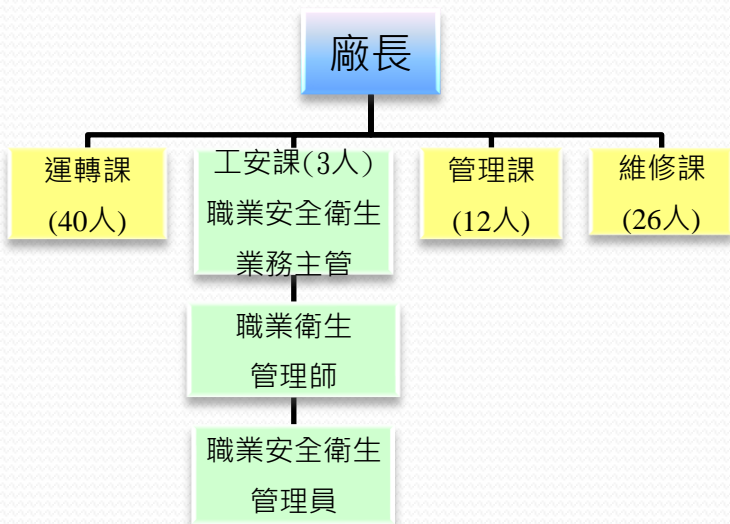 廠長
運轉課
(40人)
工安課(3人)
職業安全衛生
業務主管
管理課
(12人)
維修課
(26人)
職業衛生
管理師
職業安全衛生
管理員